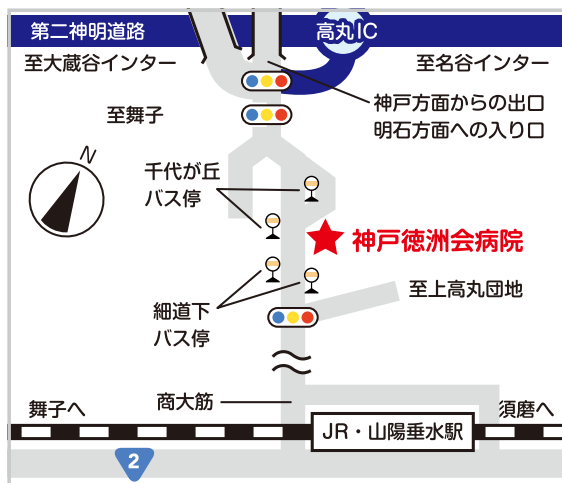 第二神明道路
高丸IC
至大蔵谷インター
至名谷インター
神戸方面からの出口
明石方面への入り口
至舞子
N
千代が丘
バス停
神戸徳洲会病院
至上高丸団地
細道下
バス停
商大筋
舞子へ
須磨へ
JR・山陽垂水駅
2